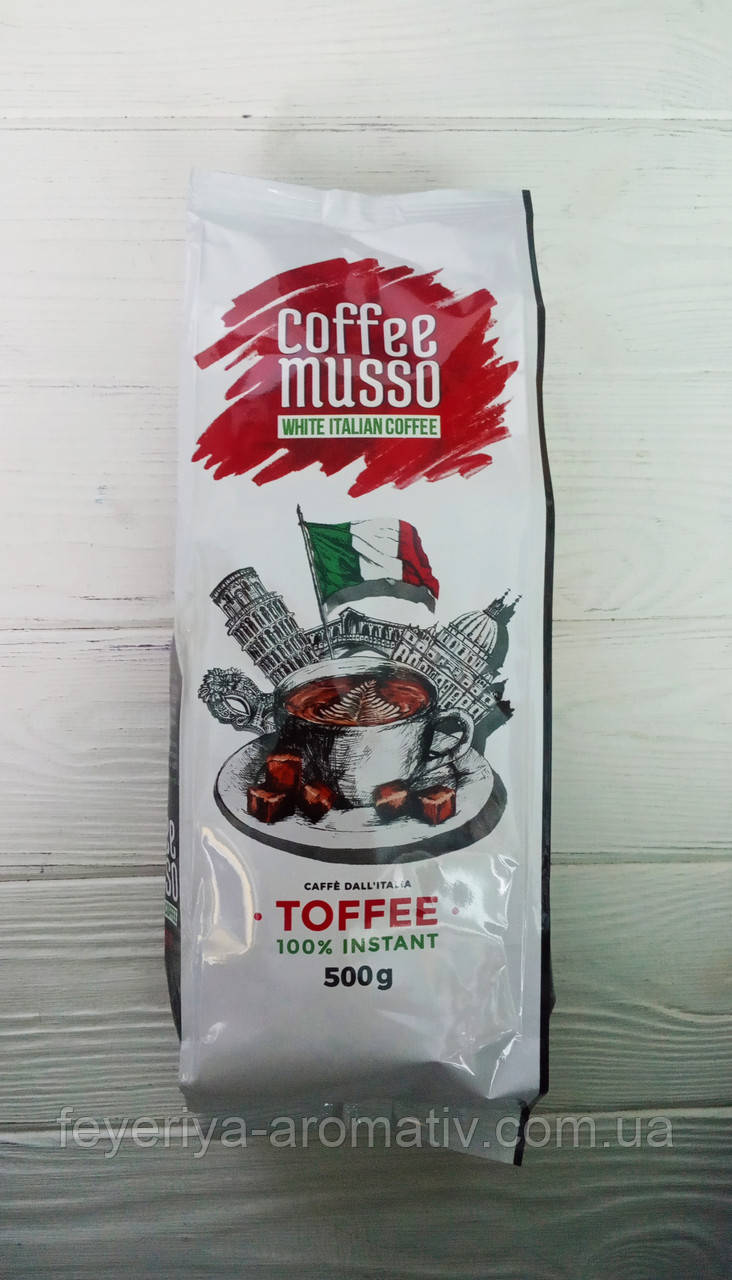 coffee
musso
WHITE ITALIAN COFFEE
CAFFÈ DALL'ITALIA
• TOFFEE •
100% INSTANT
500g
feyeriya-aromativ.com.ua